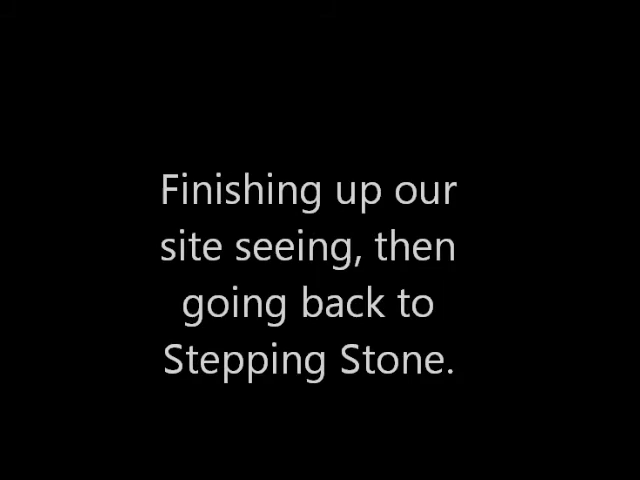 Finishing up our
site seeing, then
going back to
Stepping Stone.